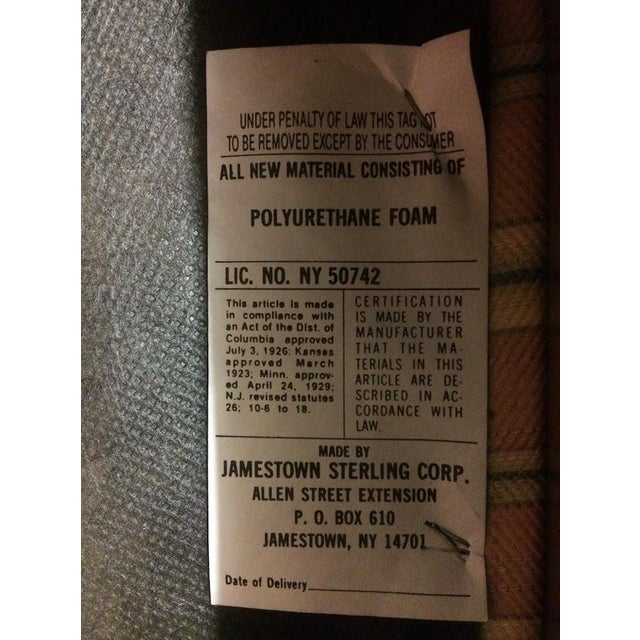 UNDER PENALTY OF LAW THIS TAG NOT
TO BE REMOVED EXCEPT BY THE CONSUMER
ALL NEW MATERIAL CONSISTING OF
POLYURETHANE FOAM
LIC. NO. NY 50742
This article is made
in compliance with
an Act of the Dist. of
Columbia approved
July 3, 1926: Kansas
approved March
1923; Minn. approv-
ed April 24, 1929;
N.J. revised statutes
26; 10-6 to 18.
CERTIFICATION
IS MADE BY THE
MANUFACTURER
THAT THE MA-
TERIALS IN THIS
ARTICLE ARE DE-
SCRIBED IN AC-
CORDANCE WITH
LAW.
MADE BY
JAMESTOWN STERLING CORP.
ALLEN STREET EXTENSION
P. O. BOX 610
JAMESTOWN, NY 14701
Date of Delivery